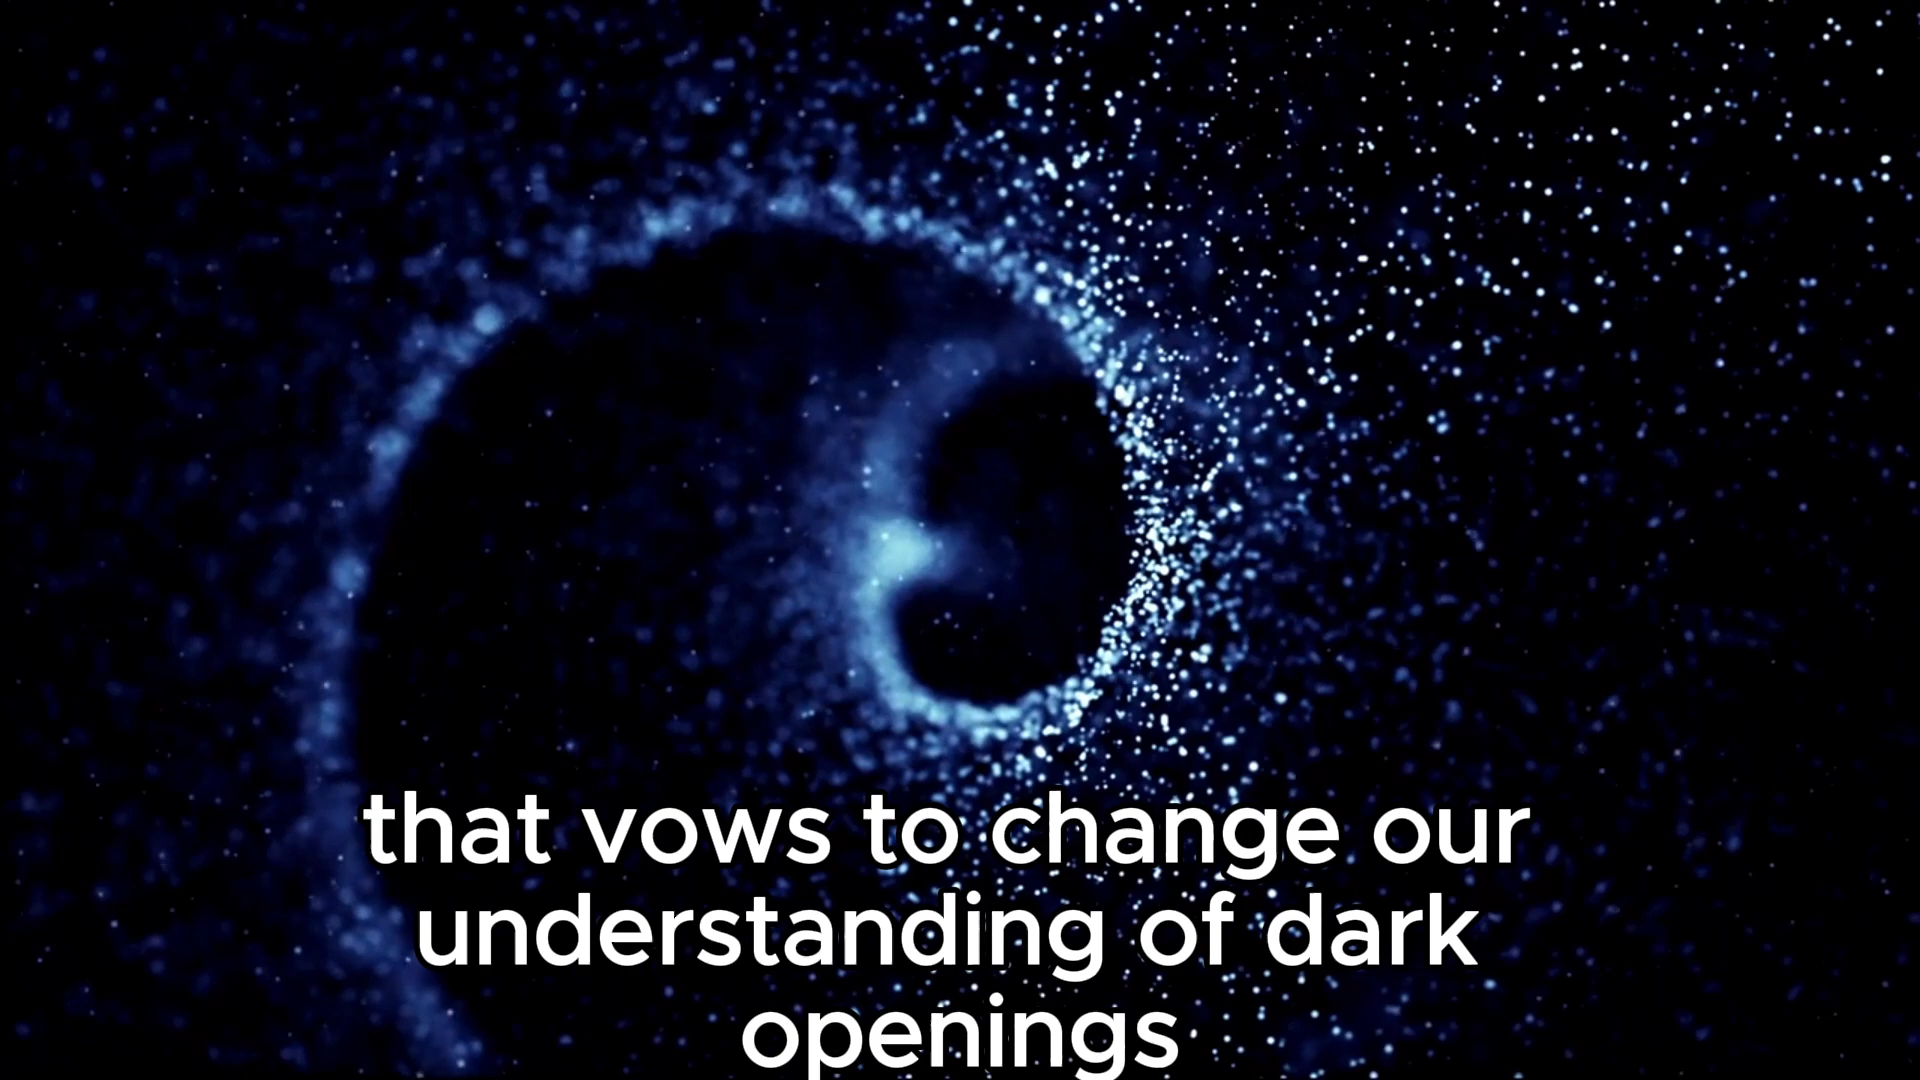 that vows to change our
understanding of dark
openings